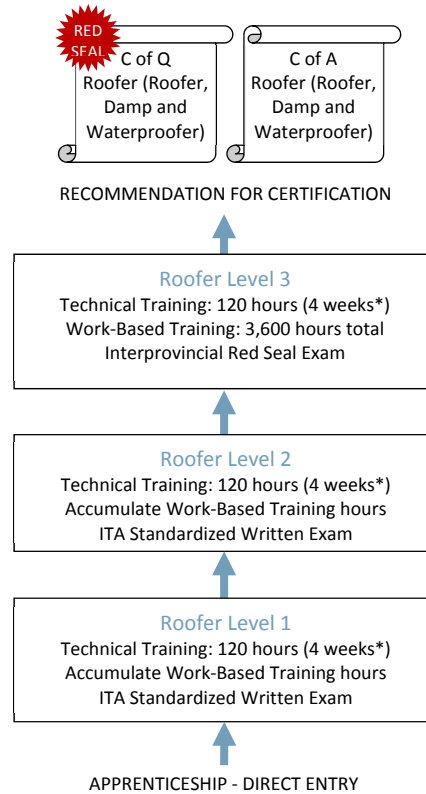 RED
SEAL
C of Q
Roofer (Roofer,
Damp and
Waterproofer)
C of A
Roofer (Roofer,
Damp and
Waterproofer)
RECOMMENDATION FOR CERTIFICATION
Roofer Level 3
Technical Training: 120 hours (4 weeks*)
Work-Based Training: 3,600 hours total
Interprovincial Red Seal Exam
Roofer Level 2
Technical Training: 120 hours (4 weeks*)
Accumulate Work-Based Training hours
ITA Standardized Written Exam
Roofer Level 1
Technical Training: 120 hours (4 weeks*)
Accumulate Work-Based Training hours
ITA Standardized Written Exam
APPRENTICESHIP - DIRECT ENTRY